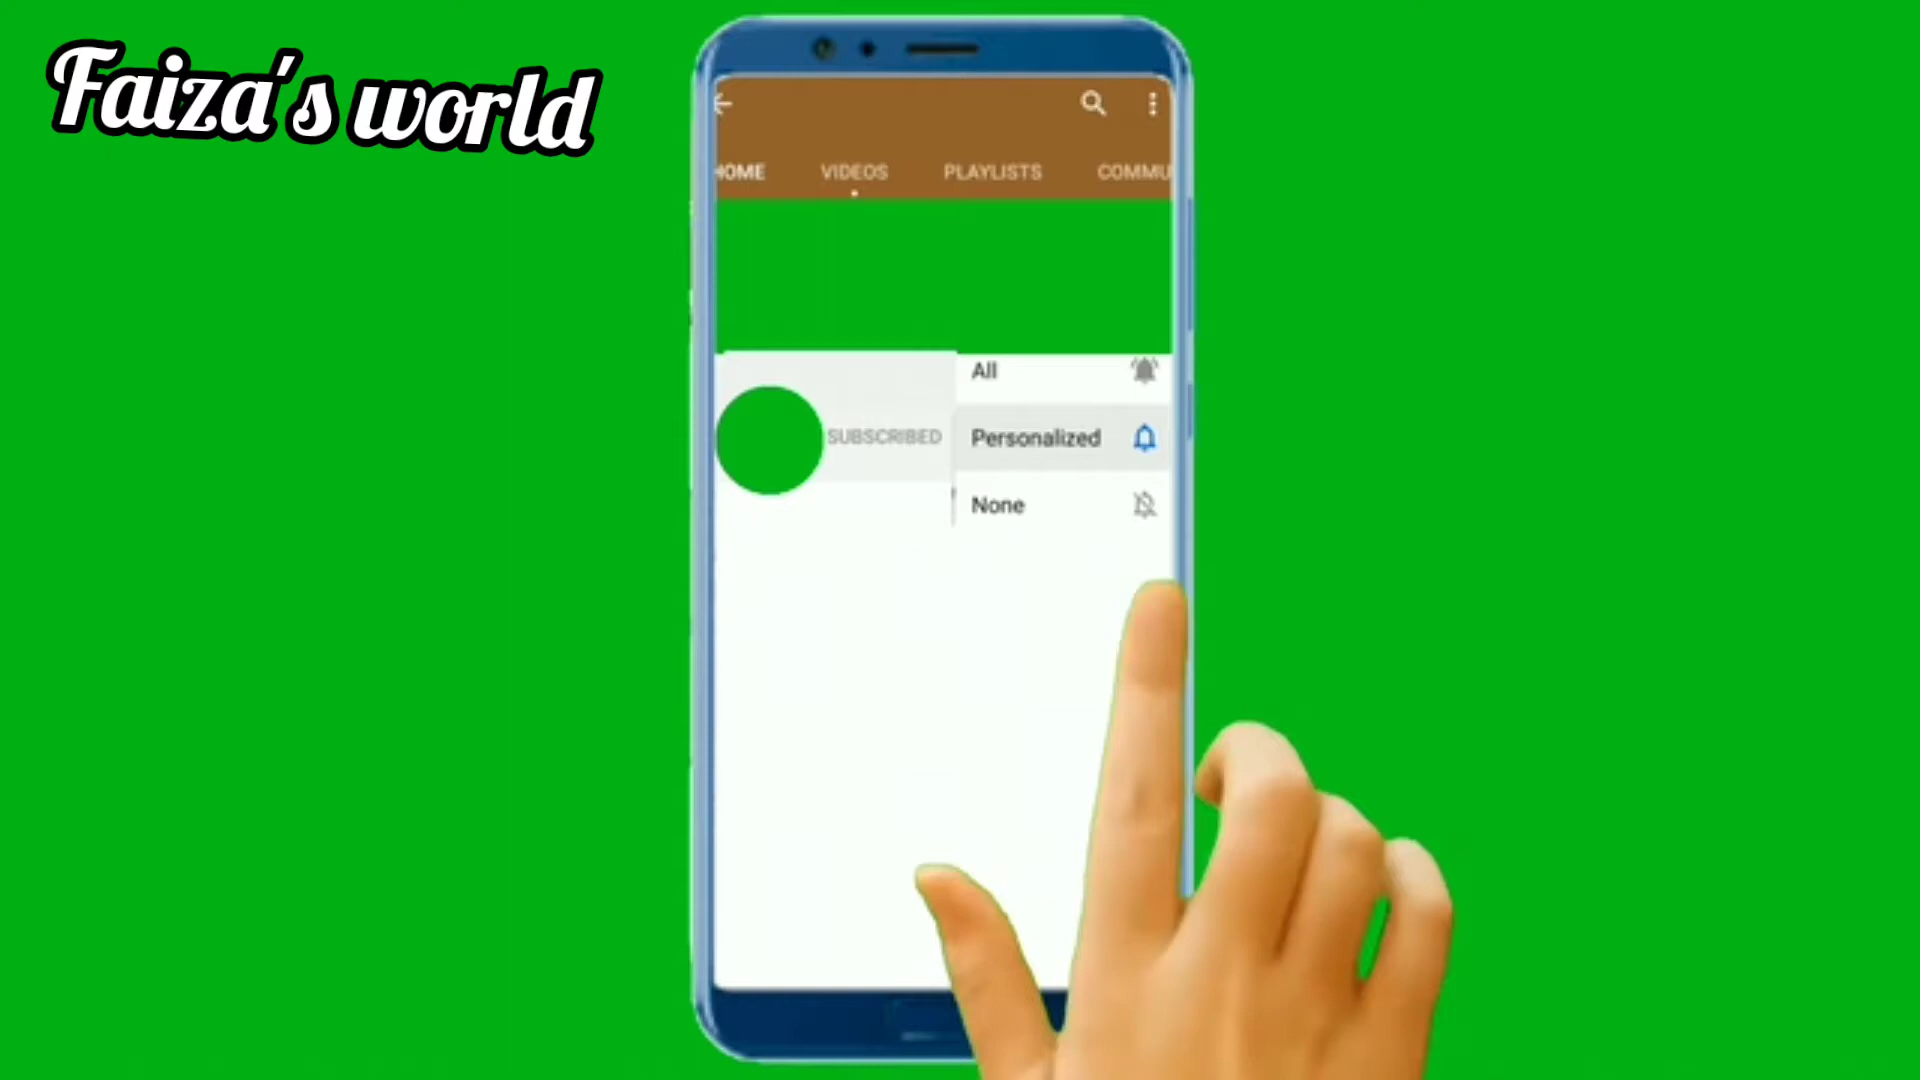 Faiza's world
HOME VIDEOS PLAYLISTS COMMU
All
SUBSCRIBED Personalized
None